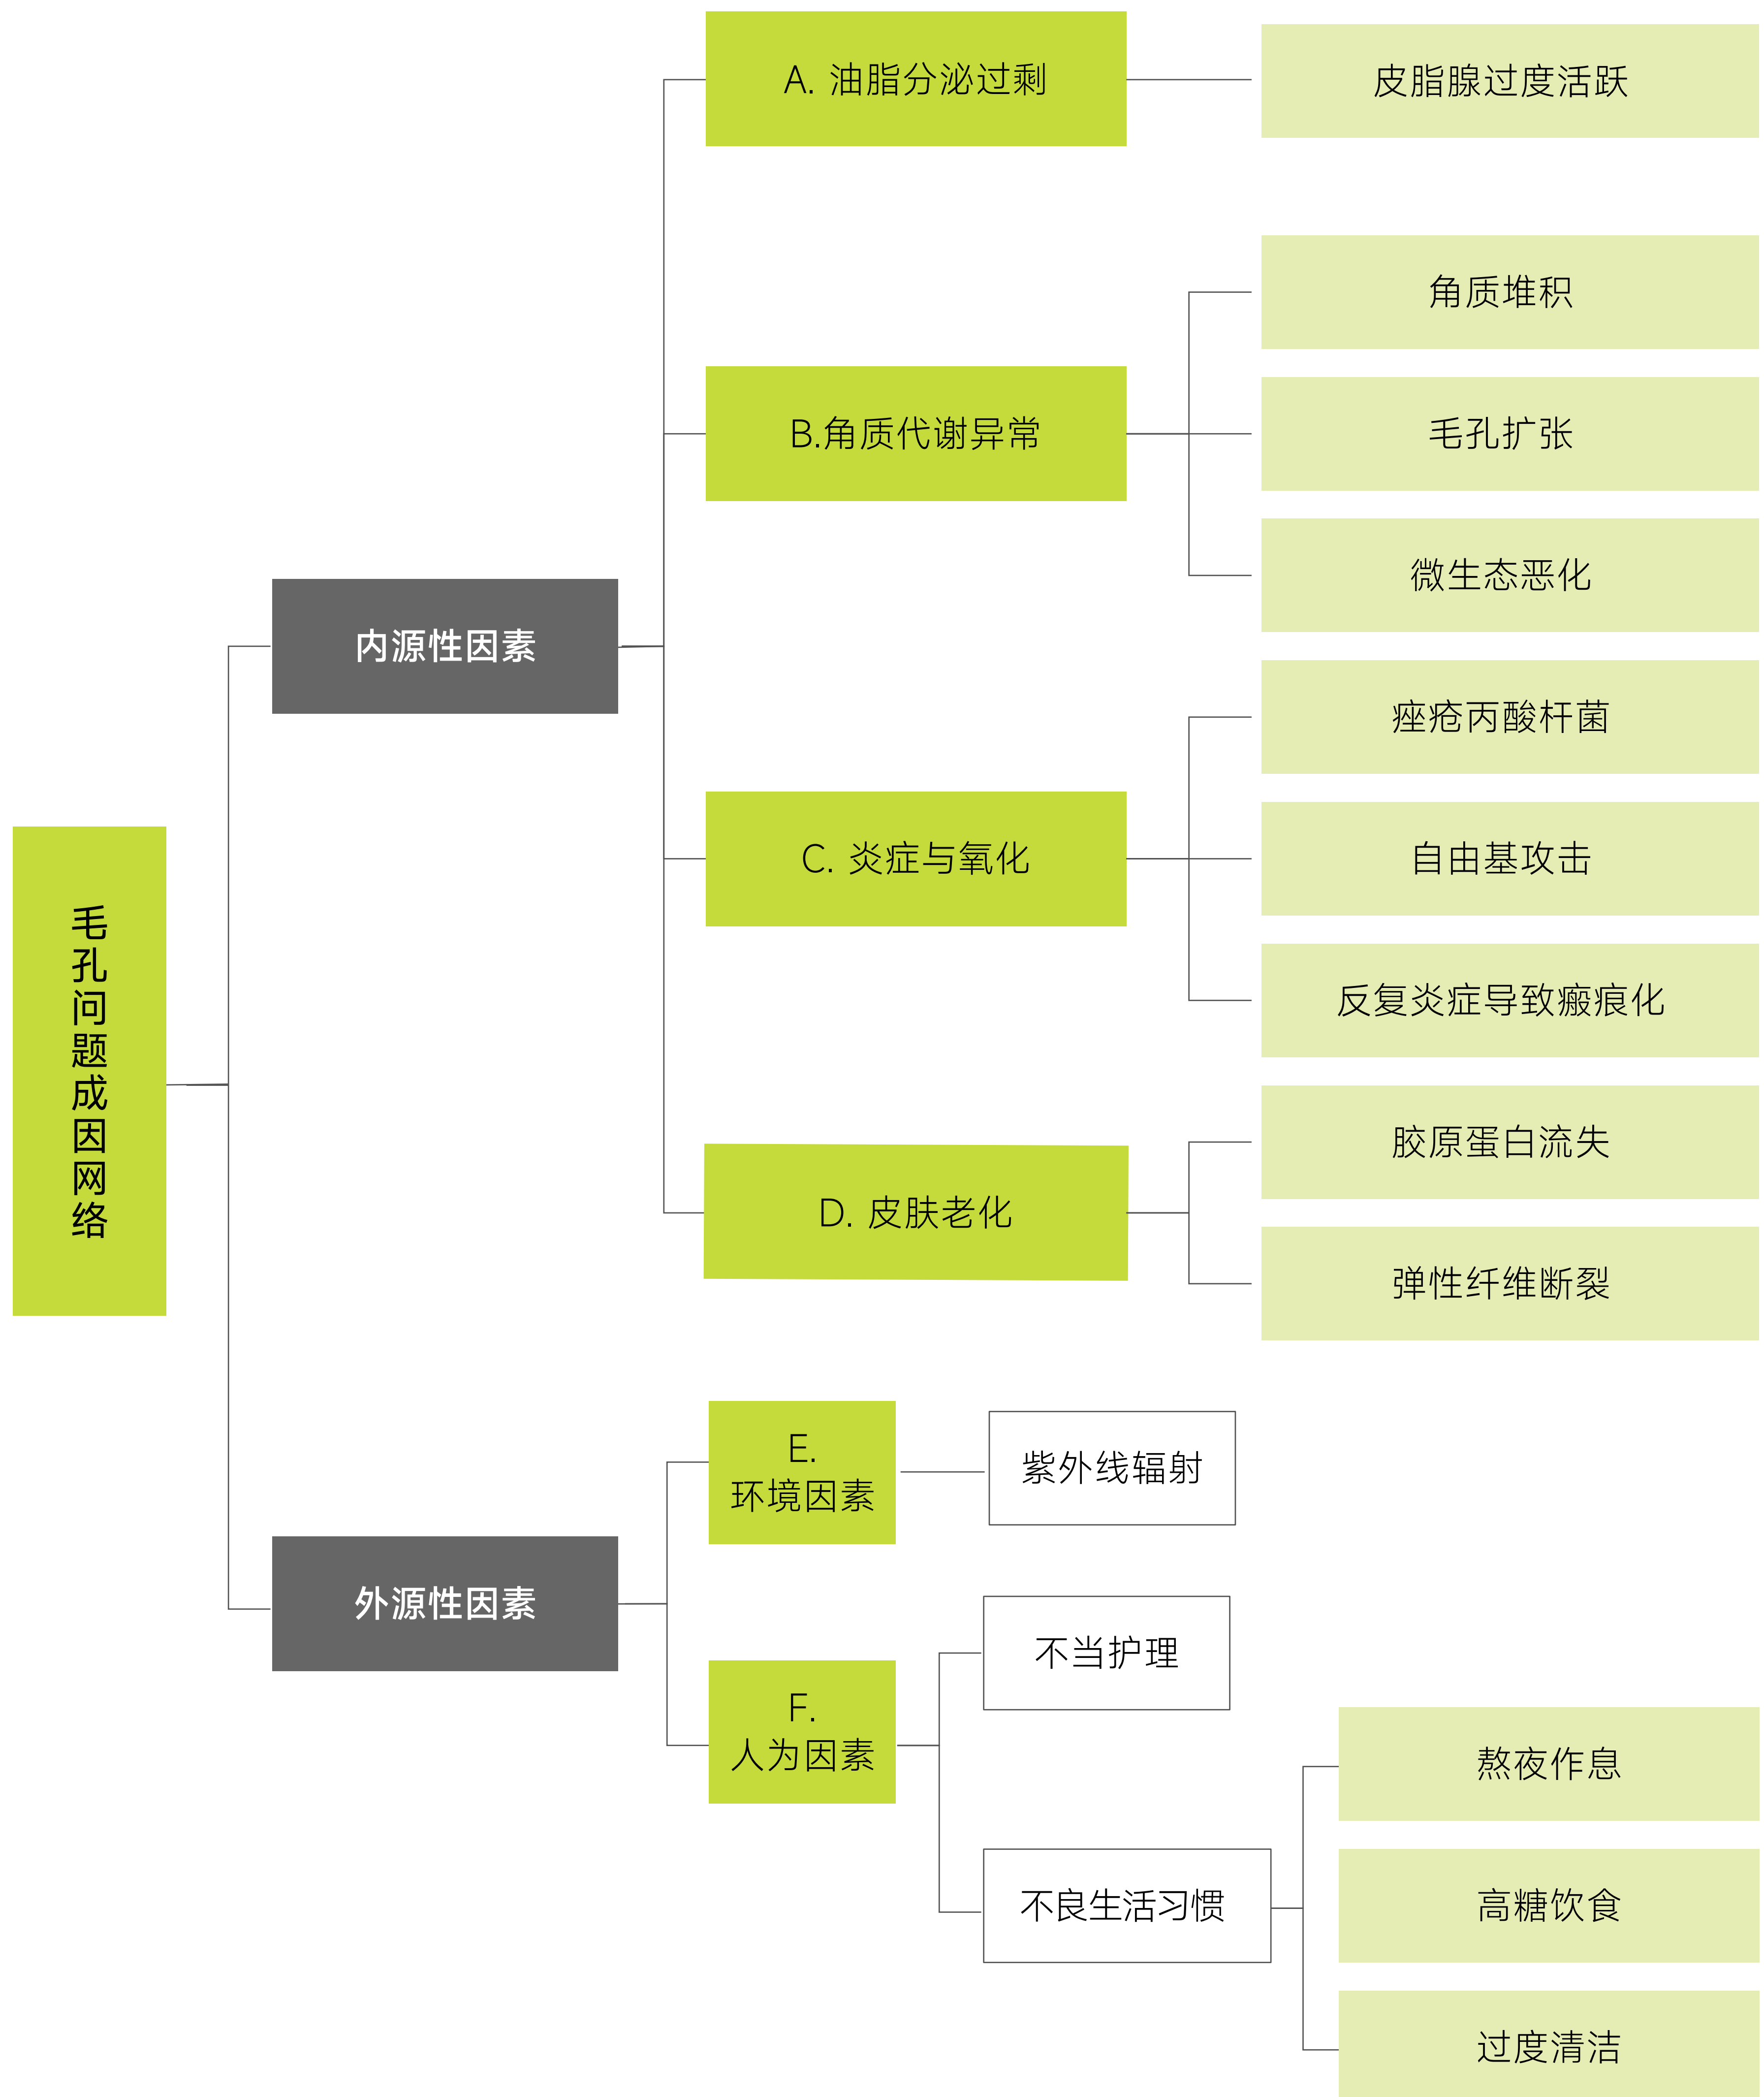 毛孔问题成因网络
内源性因素
A. 油脂分泌过剩
皮脂腺过度活跃
B.角质代谢异常
角质堆积
毛孔扩张
微生态恶化
C. 炎症与氧化
痤疮丙酸杆菌
自由基攻击
反复炎症导致瘢痕化
D. 皮肤老化
胶原蛋白流失
弹性纤维断裂
外源性因素
E.
环境因素
紫外线辐射
F.
人为因素
不当护理
不良生活习惯
熬夜作息
高糖饮食
过度清洁